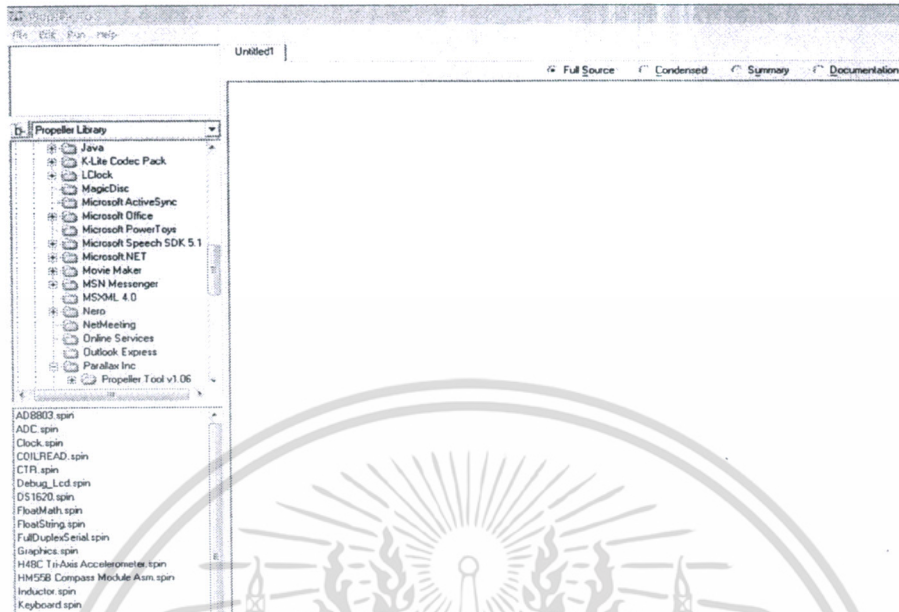 File Edit Run Help
Untitled1
Full Source Condensed Summary Documentation
Propeller Library
Java
K-Lite Codec Pack
LClock
MagicDisc
Microsoft ActiveSync
Microsoft Office
Microsoft PowerToys
Microsoft Speech SDK 5.1
Microsoft.NET
Movie Maker
MSN Messenger
MSXML 4.0
Nero
NetMeeting
Online Services
Outlook Express
Parallax Inc
Propeller Tool v1.06
AD8803.spin
ADC.spin
Clock.spin
COILREAD.spin
CTR.spin
Debug_Lcd.spin
DS1620.spin
FloatMath.spin
FloatString.spin
FullDuplexSerial.spin
Graphics.spin
H48C Tri-Axis Accelerometer.spin
HM55B Compass Module Asm.spin
Inductor.spin
Keyboard.spin